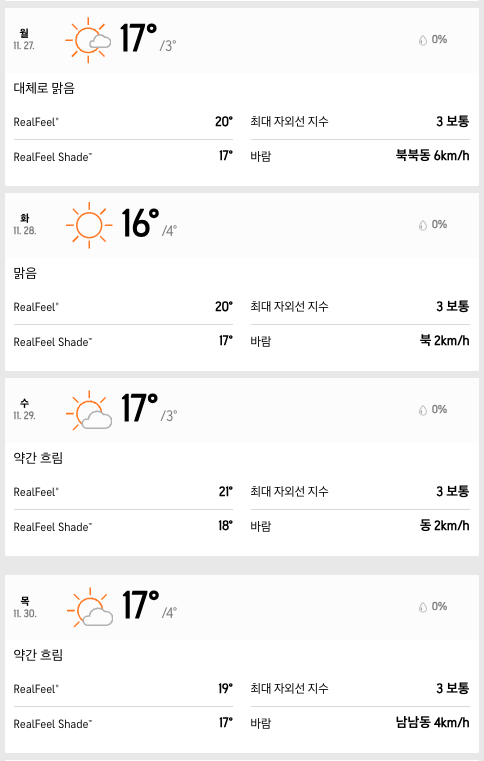 월 17° /3° 0%
11. 27.
대체로 맑음
RealFeel® 20° 최대 자외선 지수 3 보통
RealFeel Shade™ 17° 바람 북북동 6km/h
화 16° /4° 0%
11. 28.
맑음
RealFeel® 20° 최대 자외선 지수 3 보통
RealFeel Shade™ 17° 바람 북 2km/h
수 17° /3° 0%
11. 29.
약간 흐림
RealFeel® 21° 최대 자외선 지수 3 보통
RealFeel Shade™ 18° 바람 동 2km/h
목 17° /4° 0%
11. 30.
약간 흐림
RealFeel® 19° 최대 자외선 지수 3 보통
RealFeel Shade™ 17° 바람 남남동 4km/h